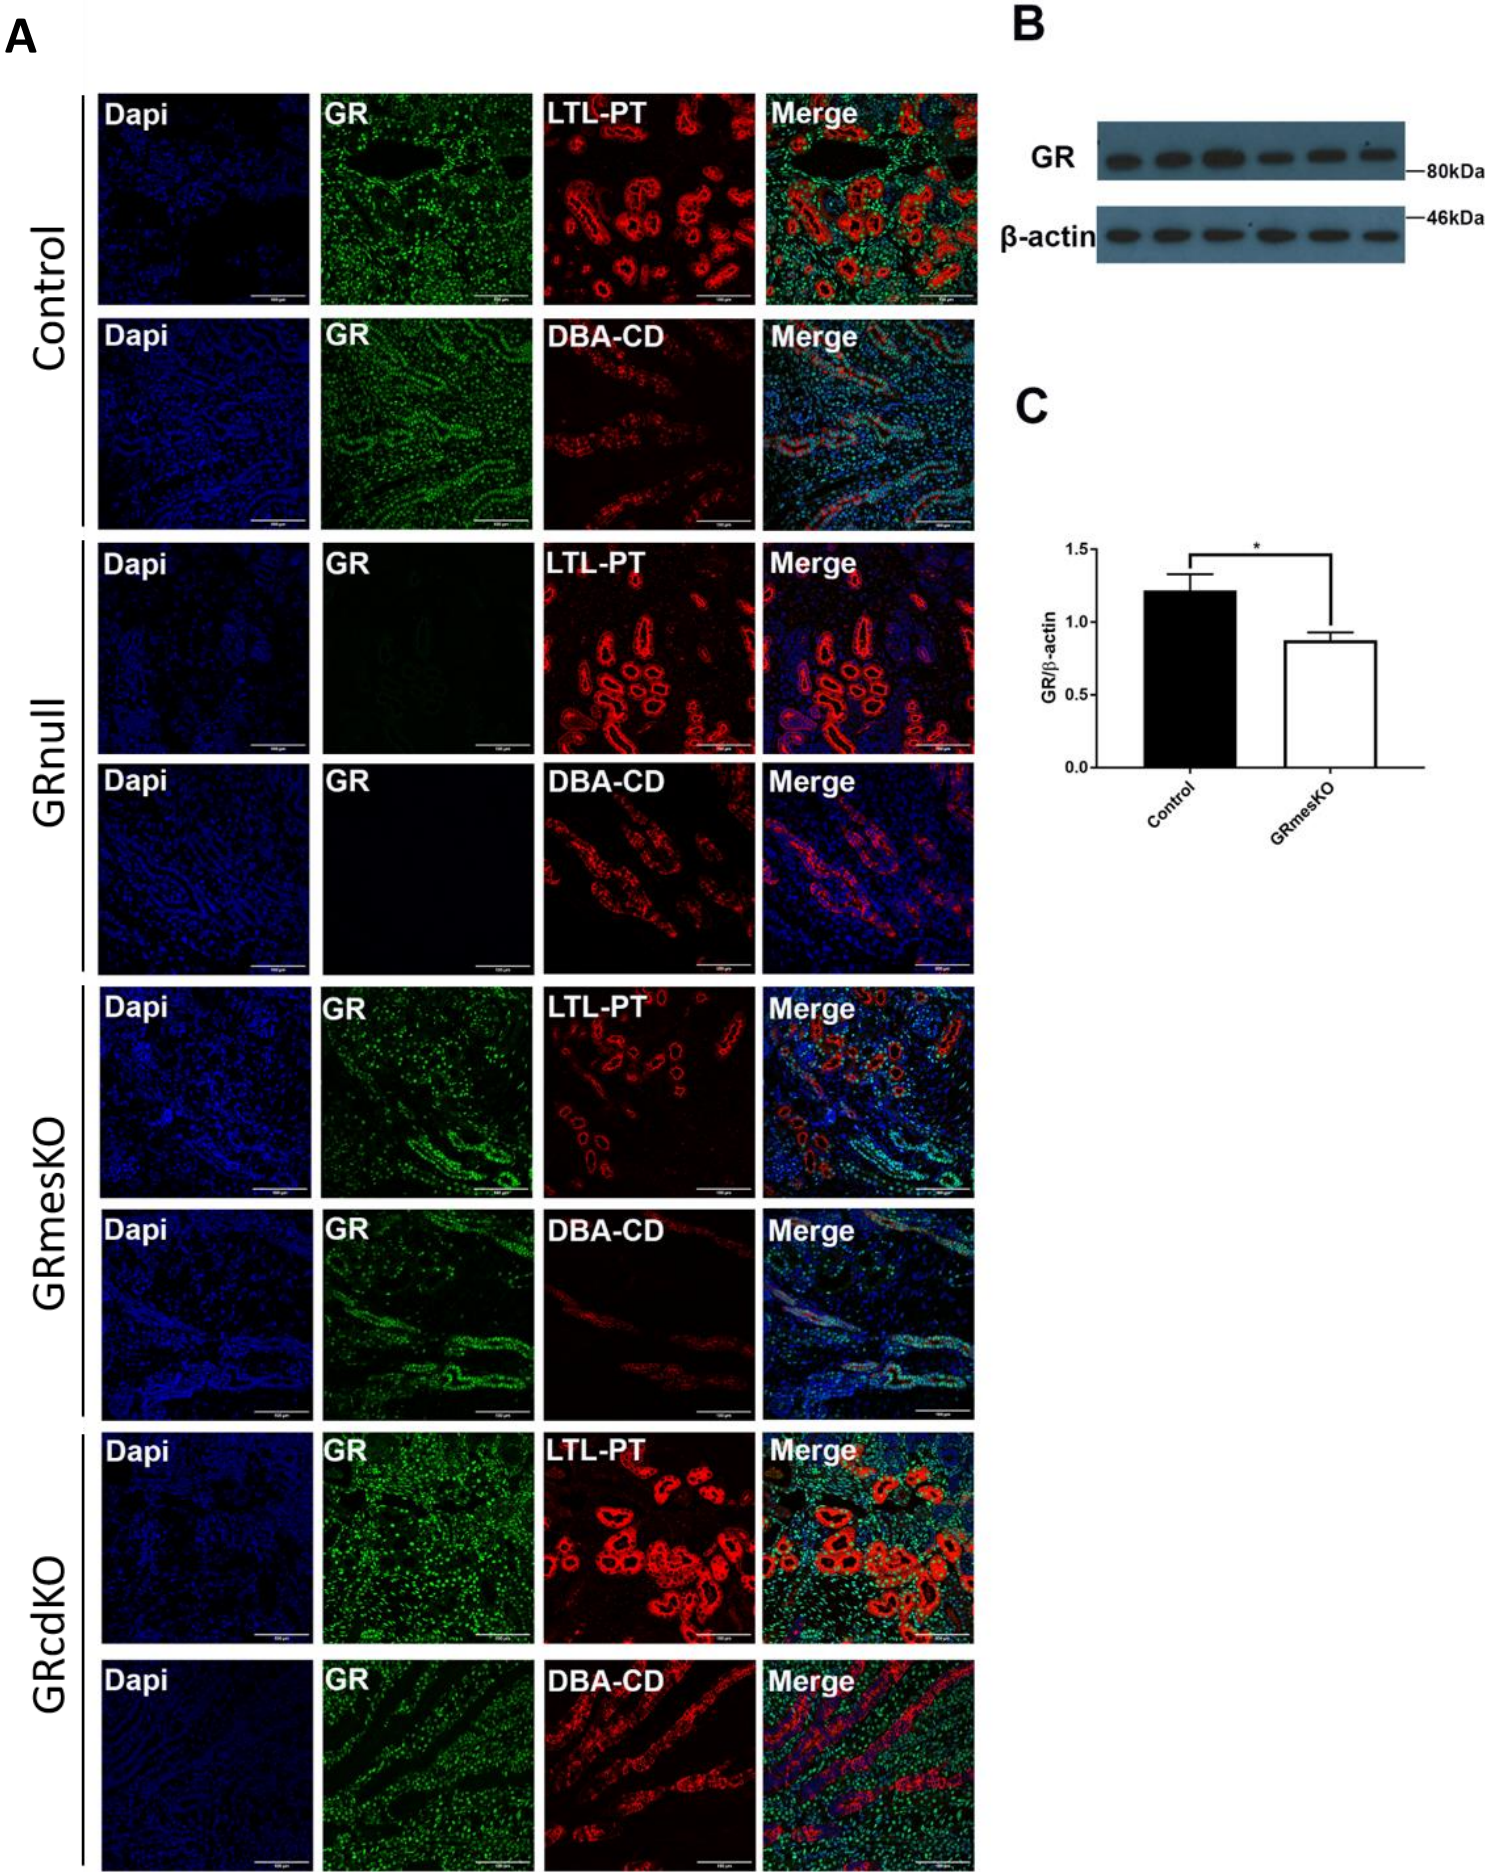 A
B
Control
Dapi GR LTL-PT Merge
Dapi GR DBA-CD Merge
GRnull
Dapi GR LTL-PT Merge
Dapi GR DBA-CD Merge
GRmesKO
Dapi GR LTL-PT Merge
Dapi GR DBA-CD Merge
GRcdKO
Dapi GR LTL-PT Merge
Dapi GR DBA-CD Merge
GR
80kDa
β-actin
46kDa
C
*
GR/β-actin
1.5
1.0
0.5
0.0
Control
GRmesKO